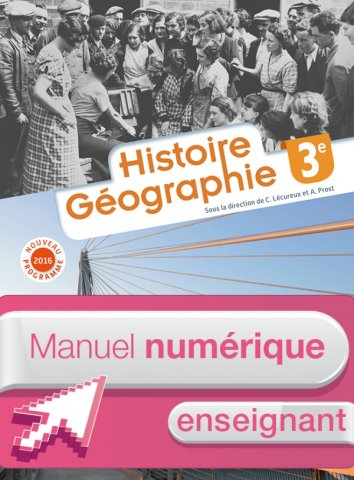 Histoire
Géographie
3e
Sous la direction de C. Lécureux et A. Prost
NOUVEAU
2016
PROGRAMME
Manuel numérique
enseignant